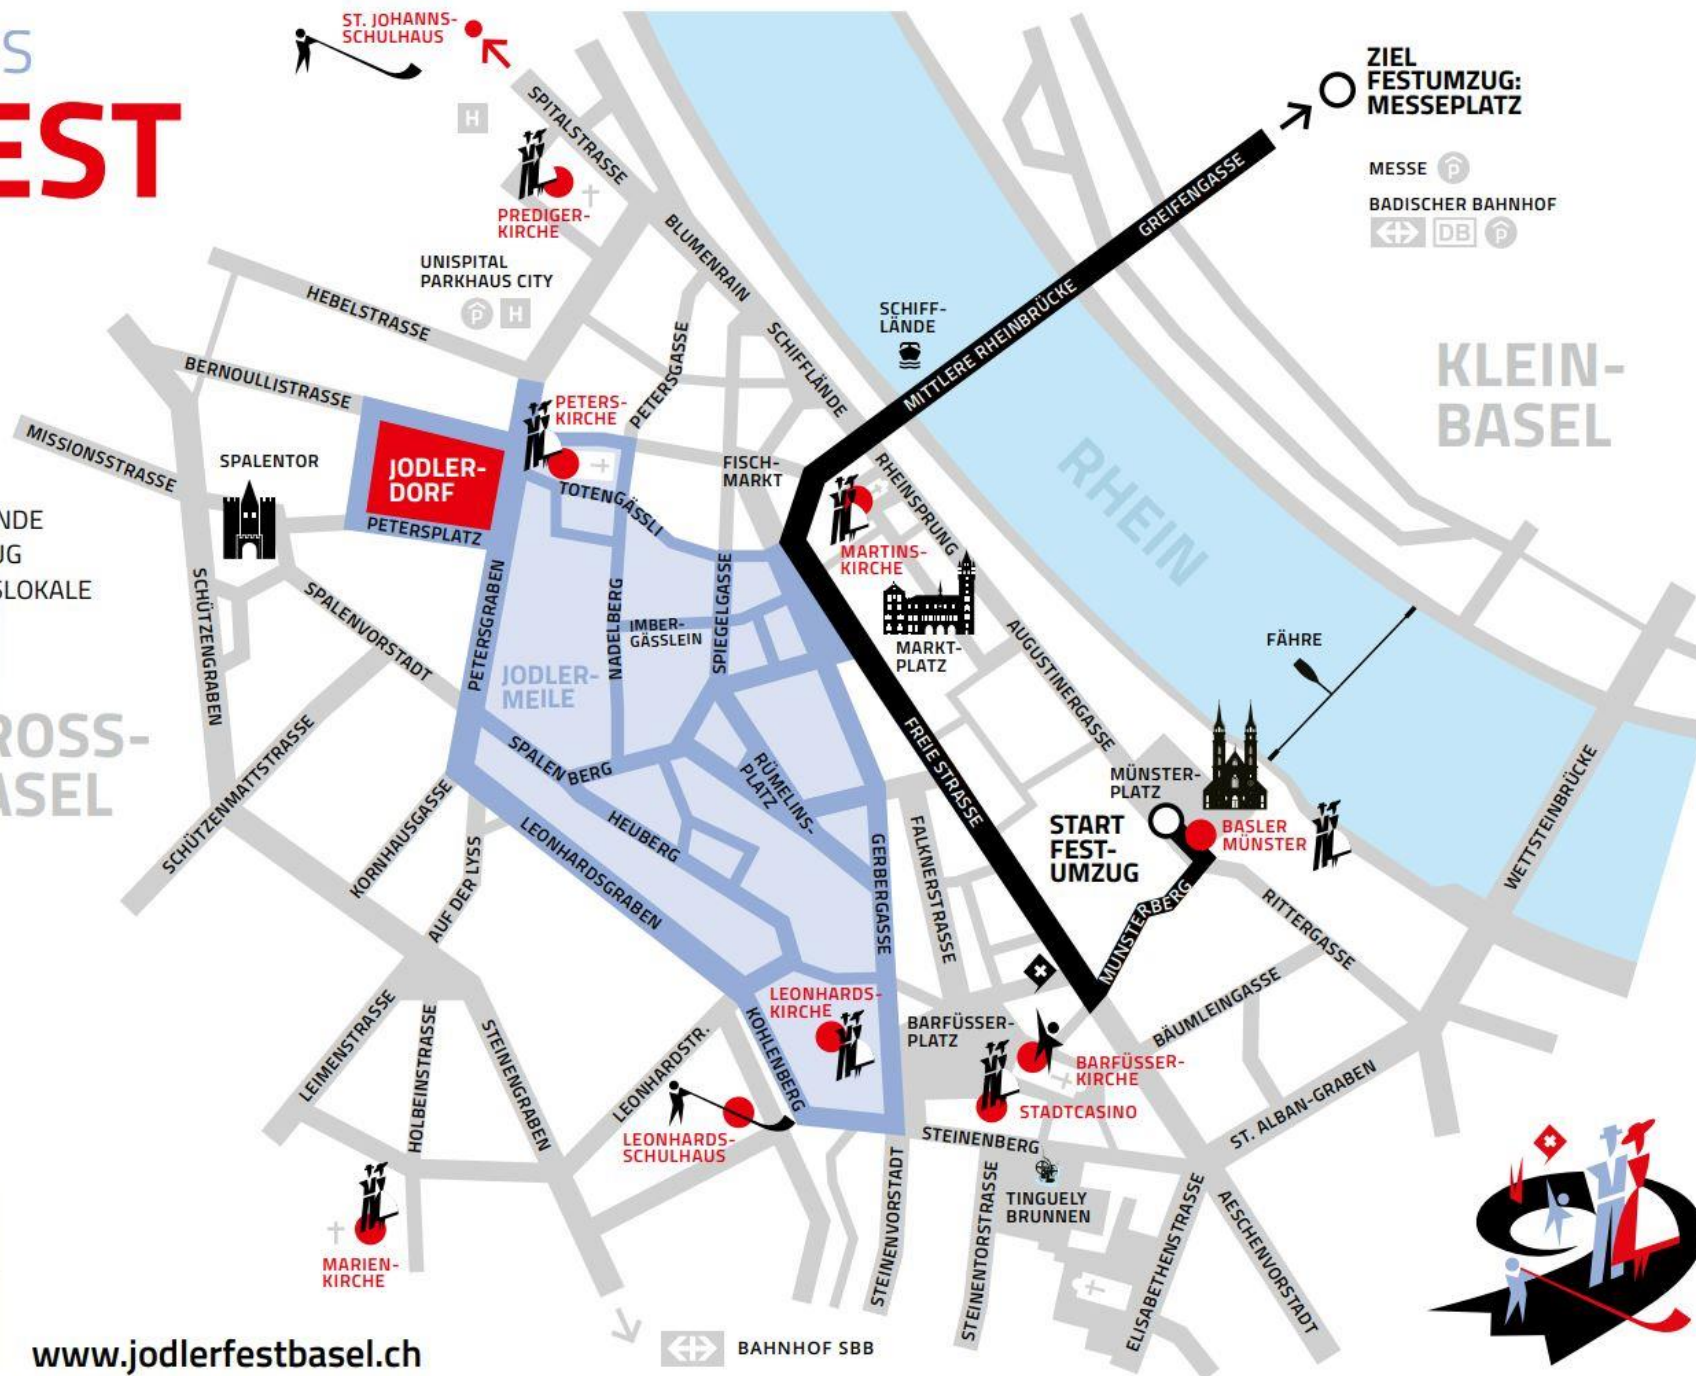 S
EST
ST. JOHANNS-
SCHULHAUS
H
SPITALSTRASSE
ZIEL
FESTUMZUG:
MESSEPLATZ
MESSE P
BADISCHER BAHNHOF
DB P
GREIFENGASSE
PREDIGER-
KIRCHE
BLUMENRAIN
UNISPITAL
PARKHAUS CITY
P H
HEBELSTRASSE
SCHIFF-
LÄNDE
MITTLERE RHEINBRÜCKE
KLEIN-
BASEL
BERNOULLISTRASSE
PETERSGASSE
SCHIFFLÄNDE
PETERS-
KIRCHE
MISSIONSSTRASSE
SPALENTOR
JODLER-
DORF
PETERSPLATZ
TOTENGÄSSLI
FISCH-
MARKT
RHEINSPRUNG
RHEIN
NDE
UG
SLOKALE
MARTINS-
KIRCHE
SCHÜTZENGRABEN
SPALENVORSTADT
PETERSGRABEN
NADELBERG
IMBER-
GÄSSLEIN
SPIEGELGASSE
MARKT-
PLATZ
AUGUSTINERGASSE
FÄHRE
JODLER-
MEILE
ROSS-
ASEL
SCHÜTZENMATTSTRASSE
SPALENBERG
RÜMELINS-
PLATZ
FREIE STRASSE
MÜNSTER-
PLATZ
WETTSTEINBRÜCKE
KORNHAUSGASSE
AUF DER LYSS
LEONHARDSGRABEN
HEUBERG
GERBERGASSE
FALKNERSTRASSE
START
FEST-
UMZUG
BASLER
MÜNSTER
MÜNSTERBERG
RITTERGASSE
LEIMENSTRASSE
HOLBEINSTRASSE
STEINENGRABEN
LEONHARDSTR.
KOHLENBERG
LEONHARDS-
KIRCHE
BARFÜSSER-
PLATZ
BÄUMLEINGASSE
BARFÜSSER-
KIRCHE
STADTCASINO
LEONHARDS-
SCHULHAUS
STEINENBERG
ST. ALBAN-GRABEN
TINGUELY
BRUNNEN
MARIEN-
KIRCHE
STEINENVORSTADT
STEINENTORSTRASSE
ELISABETHENSTRASSE
AESCHENVORSTADT
BAHNHOF SBB
www.jodlerfestbasel.ch